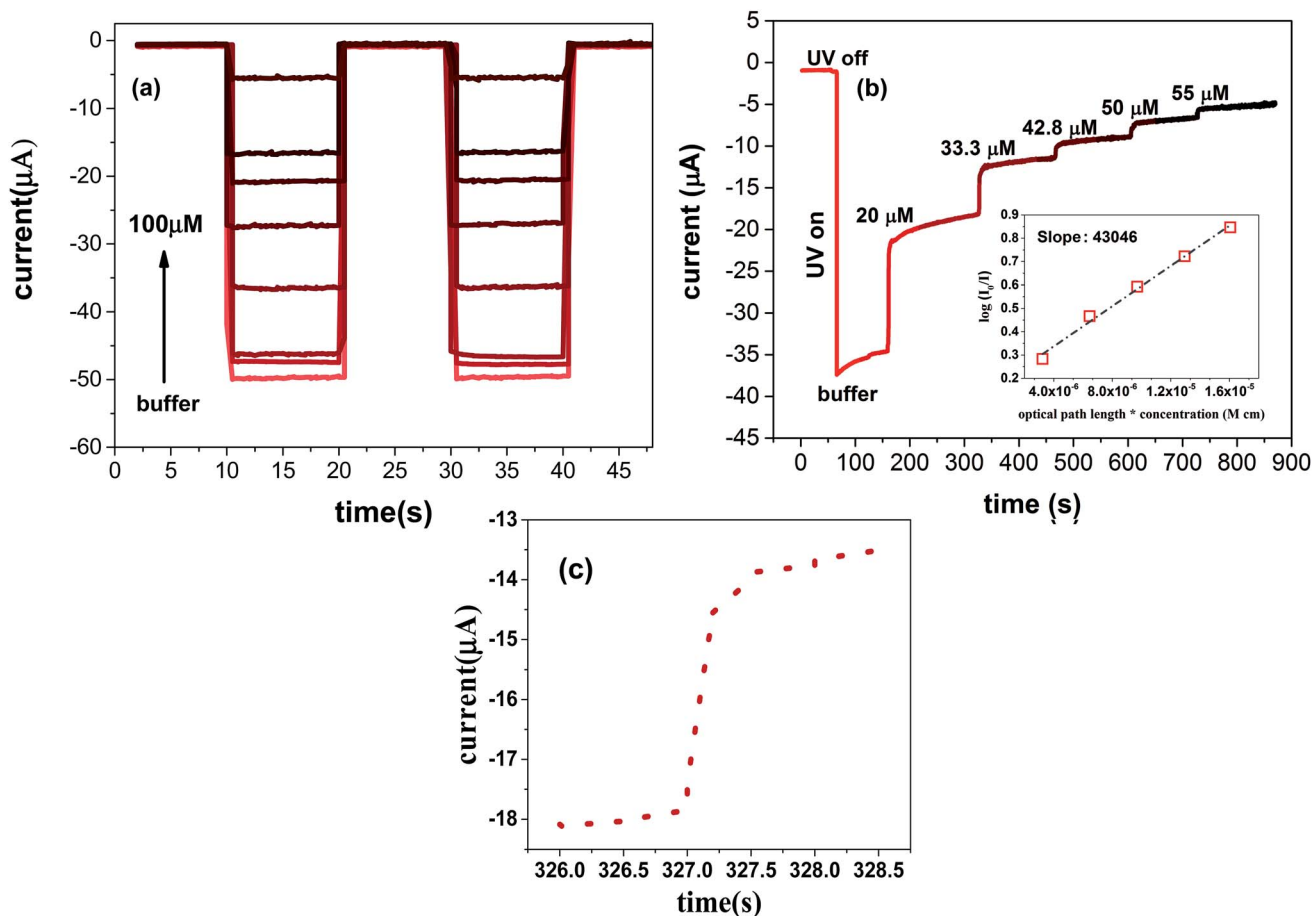 (a)
current(μA)
0
-10
-20
-30
-40
-50
-60
100μM
buffer
0 5 10 15 20 25 30 35 40 45
time(s)
(b)
current (μA)
5
0
-5
-10
-15
-20
-25
-30
-35
-40
-45
UV off
UV on
buffer
20 μM
33.3 μM
42.8 μM
50 μM
55 μM
Slope: 43046
log (I0/I)
0.9
0.8
0.7
0.6
0.5
0.4
0.3
0.2
4.0x10-6 8.0x10-6 1.2x10-5 1.6x10-5
optical path length * concentration (M cm)
0 100 200 300 400 500 600 700 800 900
time (s)
(c)
current(μA)
-13
-14
-15
-16
-17
-18
326.0 326.5 327.0 327.5 328.0 328.5
time(s)